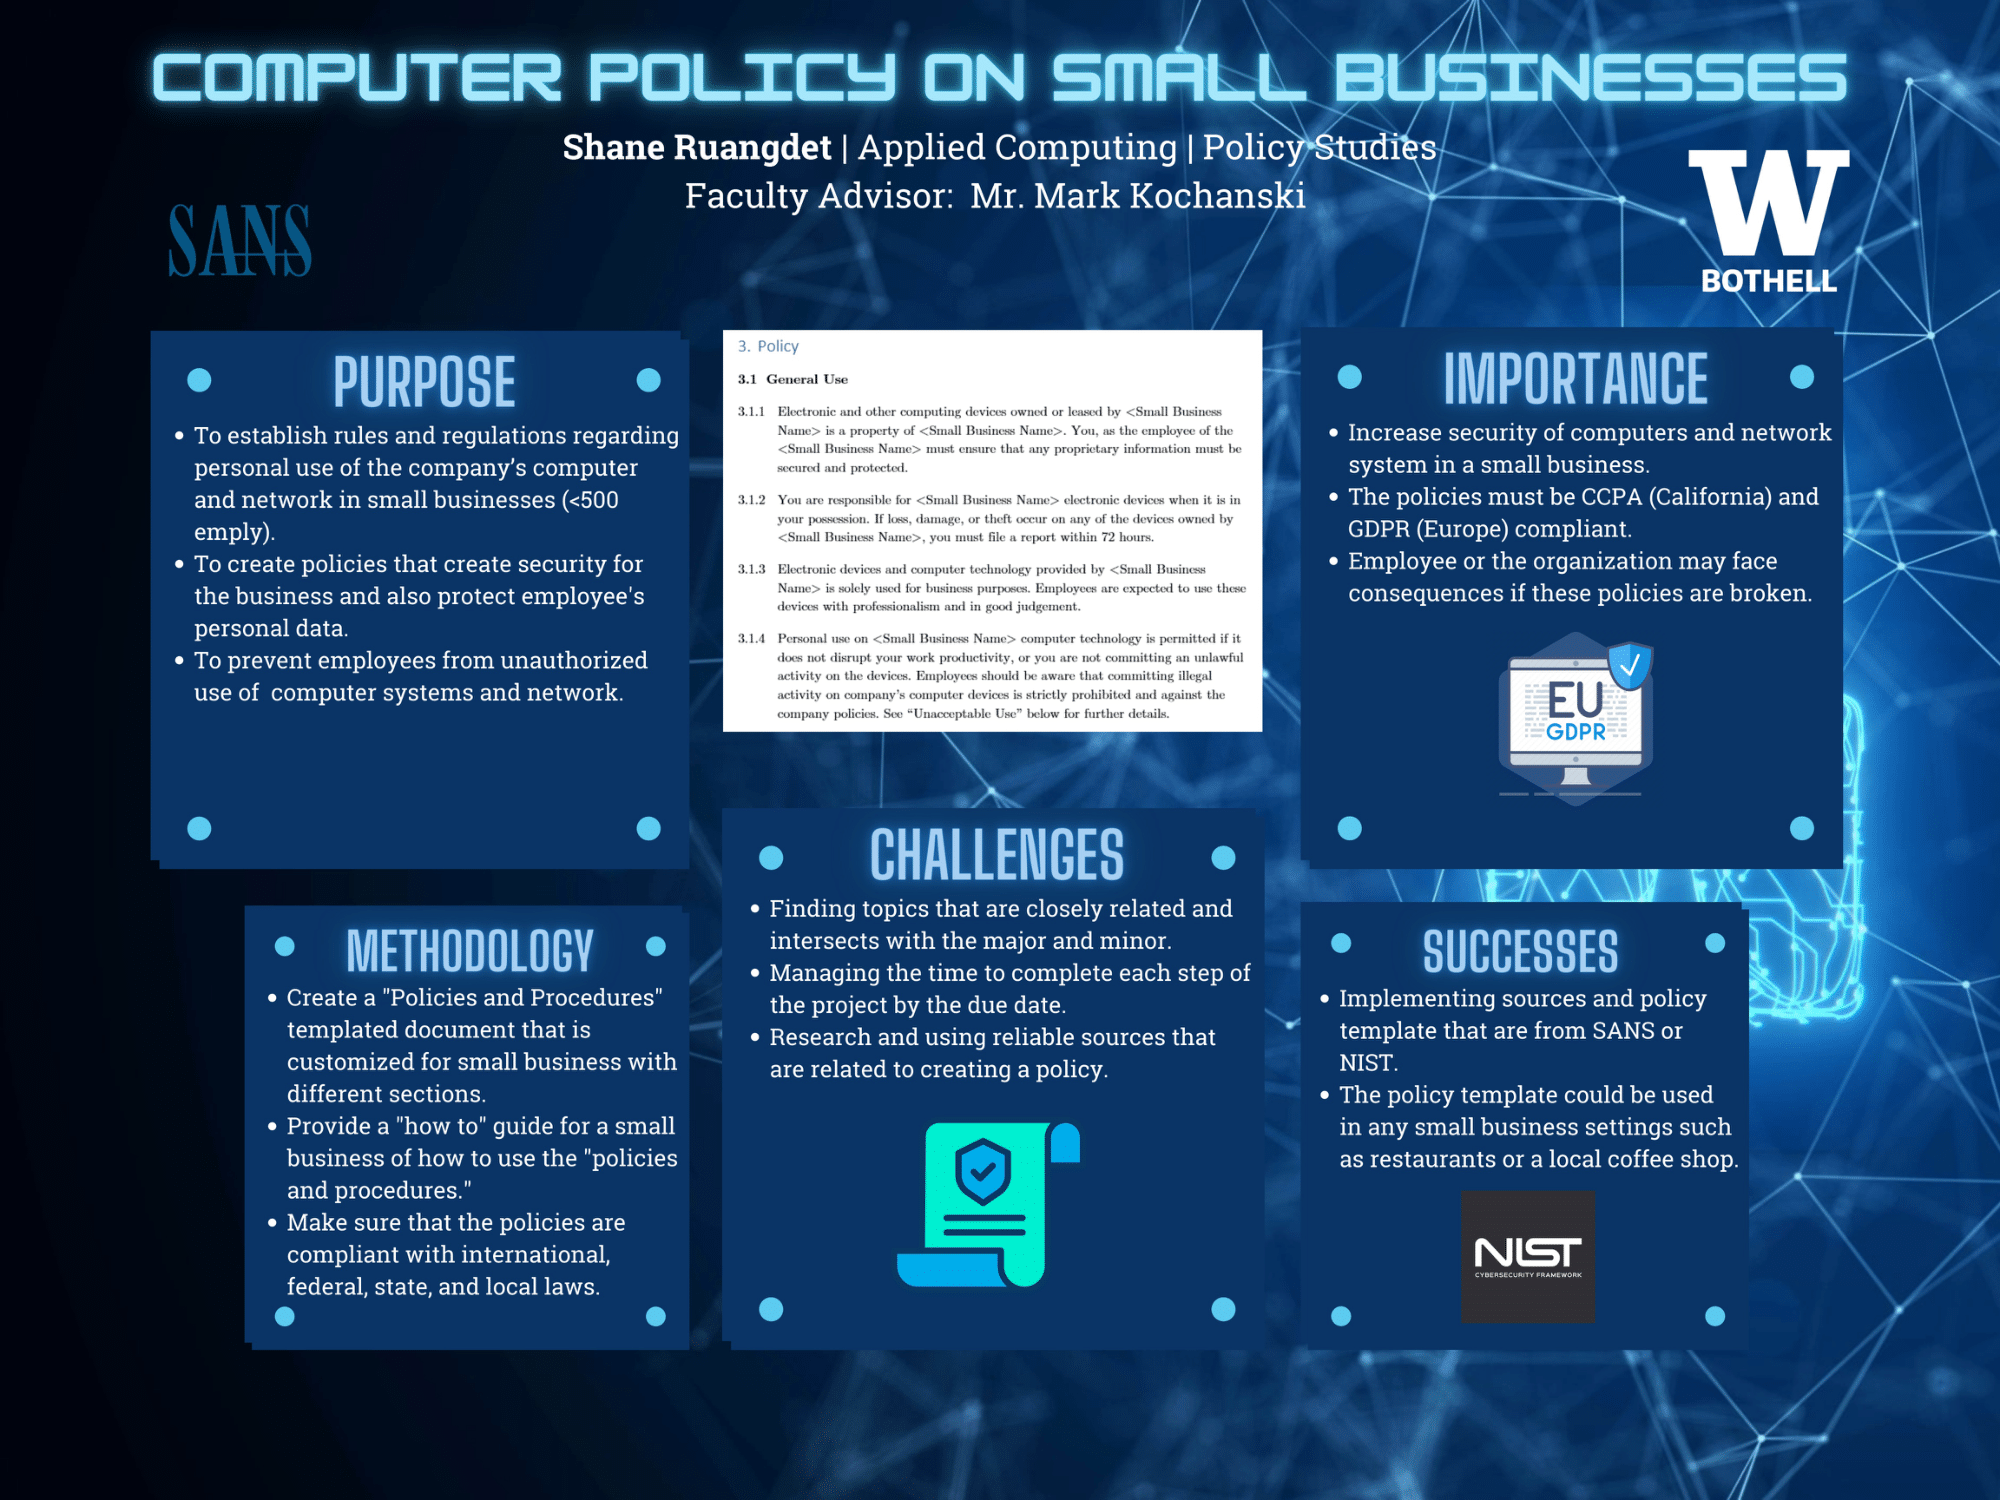 COMPUTER POLICY ON SMALL BUSINESSES
Shane Ruangdet | Applied Computing | Policy Studies
Faculty Advisor: Mr. Mark Kochanski
SANS
W
BOTHELL
PURPOSE
• To establish rules and regulations regarding
personal use of the company’s computer
and network in small businesses (<500
emply).
• To create policies that create security for
the business and also protect employee's
personal data.
• To prevent employees from unauthorized
use of computer systems and network.
3. Policy
3.1 General Use
3.1.1 Electronic and other computing devices owned or leased by <Small Business
Name> is a property of <Small Business Name>. You, as the employee of the
<Small Business Name> must ensure that any proprietary information must be
secured and protected.
3.1.2 You are responsible for <Small Business Name> electronic devices when it is in
your possession. If loss, damage, or theft occur on any of the devices owned by
<Small Business Name>, you must file a report within 72 hours.
3.1.3 Electronic devices and computer technology provided by <Small Business
Name> is solely used for business purposes. Employees are expected to use these
devices with professionalism and in good judgement.
3.1.4 Personal use on <Small Business Name> computer technology is permitted if it
does not disrupt your work productivity, or you are not committing an unlawful
activity on the devices. Employees should be aware that committing illegal
activity on company’s computer devices is strictly prohibited and against the
company policies. See “Unacceptable Use” below for further details.
IMPORTANCE
• Increase security of computers and network
system in a small business.
• The policies must be CCPA (California) and
GDPR (Europe) compliant.
• Employee or the organization may face
consequences if these policies are broken.
EU
GDPR
METHODOLOGY
• Create a "Policies and Procedures"
templated document that is
customized for small business with
different sections.
• Provide a "how to" guide for a small
business of how to use the "policies
and procedures."
• Make sure that the policies are
compliant with international,
federal, state, and local laws.
CHALLENGES
• Finding topics that are closely related and
intersects with the major and minor.
• Managing the time to complete each step of
the project by the due date.
• Research and using reliable sources that
are related to creating a policy.
SUCCESSES
• Implementing sources and policy
template that are from SANS or
NIST.
• The policy template could be used
in any small business settings such
as restaurants or a local coffee shop.
NIST
CYBERSECURITY FRAMEWORK